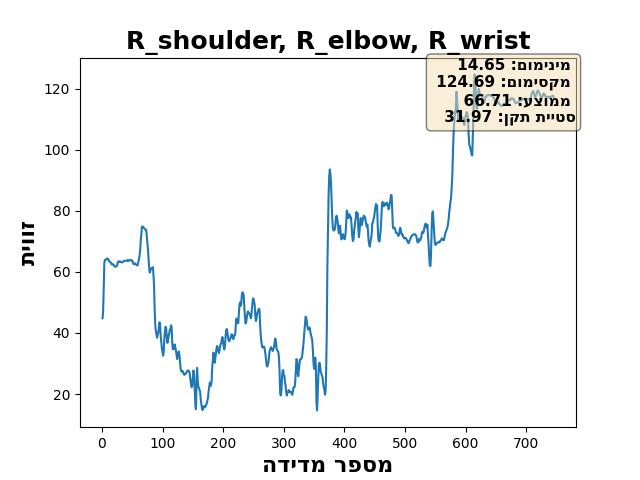 R_shoulder, R_elbow, R_wrist
מינימום: 14.65
מקסימום: 124.69
ממוצע: 66.71
סטיית תקן: 31.97
זווית
120
100
80
60
40
20
0 100 200 300 400 500 600 700
מספר מדידה